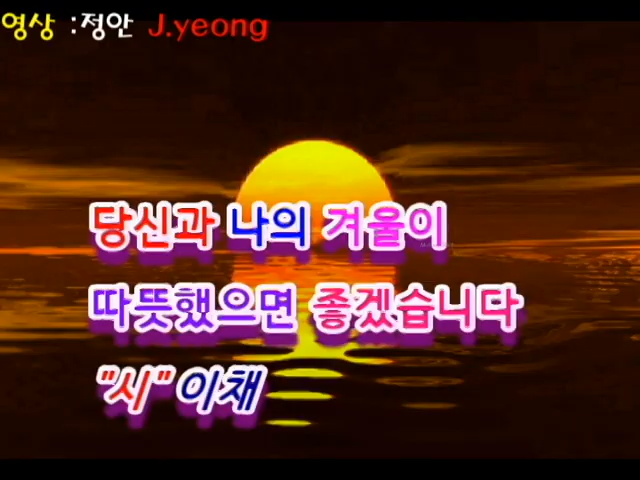 영상 :정안 J.yeong
당신과 나의 겨울이
따뜻했으면 좋겠습니다
"시" 이채